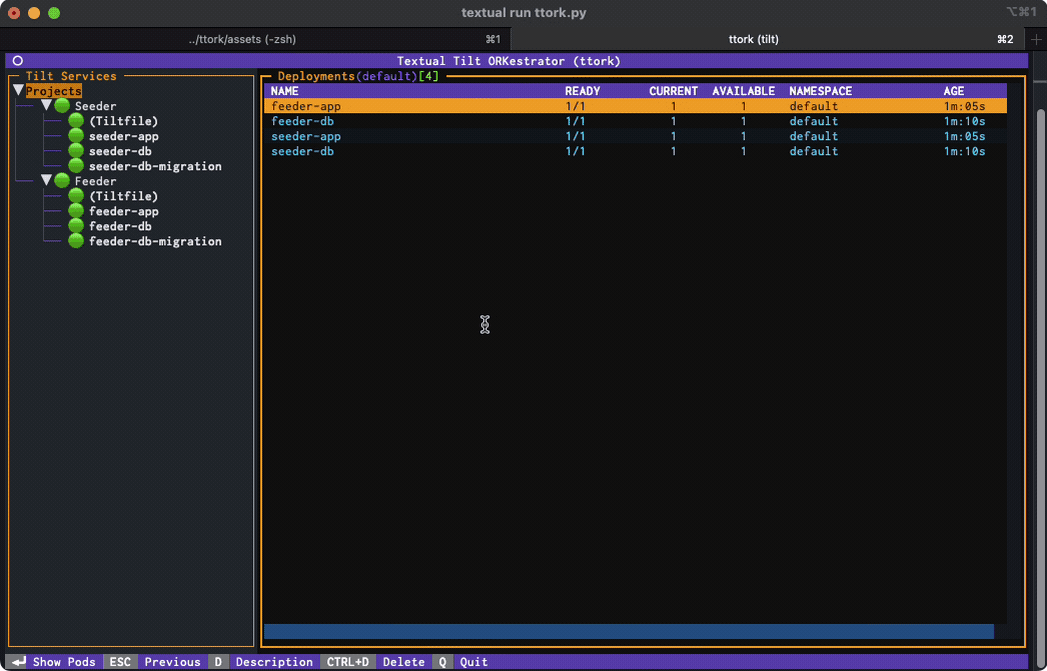 textual run ttork.py
⌥⌘1
../ttork/assets (-zsh) ⌘1
ttork (tilt) ⌘2
Textual Tilt ORKestrator (ttork)
Tilt Services
Projects
Seeder
(Tiltfile)
seeder-app
seeder-db
seeder-db-migration
Feeder
(Tiltfile)
feeder-app
feeder-db
feeder-db-migration
Deployments(default)[4]
NAME READY CURRENT AVAILABLE NAMESPACE AGE
feeder-app 1/1 1 1 default 1m:05s
feeder-db 1/1 1 1 default 1m:10s
seeder-app 1/1 1 1 default 1m:05s
seeder-db 1/1 1 1 default 1m:10s
Show Pods ESC Previous D Description CTRL+D Delete Q Quit